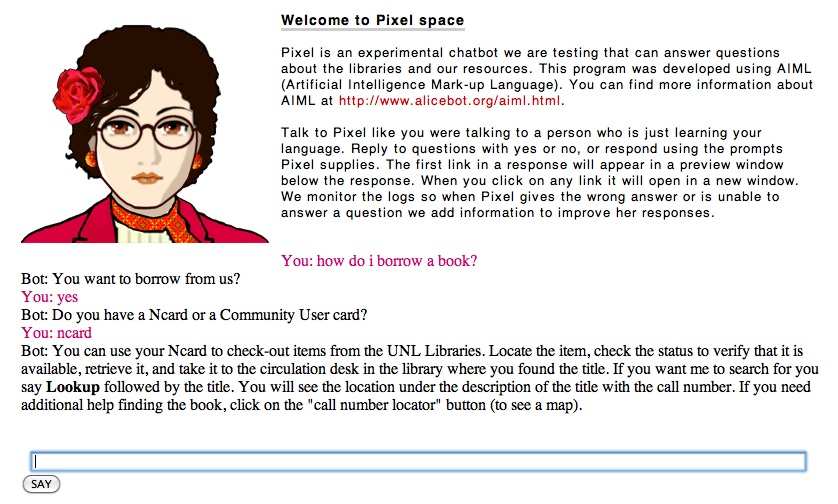 Welcome to Pixel space
Pixel is an experimental chatbot we are testing that can answer questions
about the libraries and our resources. This program was developed using AIML
(Artificial Intelligence Mark-up Language). You can find more information about
AIML at http://www.alicebot.org/aiml.html.
Talk to Pixel like you were talking to a person who is just learning your
language. Reply to questions with yes or no, or respond using the prompts
Pixel supplies. The first link in a response will appear in a preview window
below the response. When you click on any link it will open in a new window.
We monitor the logs so when Pixel gives the wrong answer or is unable to
answer a question we add information to improve her responses.
You: how do i borrow a book?
Bot: You want to borrow from us?
You: yes
Bot: Do you have a Ncard or a Community User card?
You: ncard
Bot: You can use your Ncard to check-out items from the UNL Libraries. Locate the item, check the status to verify that it is
available, retrieve it, and take it to the circulation desk in the library where you found the title. If you want me to search for you
say Lookup followed by the title. You will see the location under the description of the title with the call number. If you need
additional help finding the book, click on the "call number locator" button (to see a map).
SAY